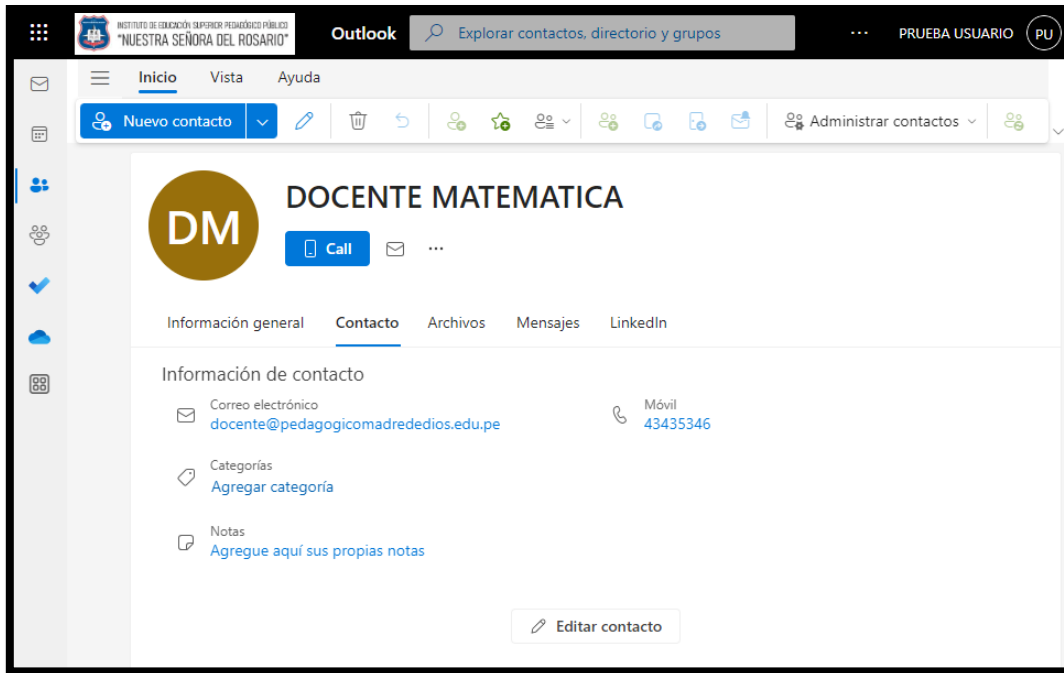 INSTITUTO DE EDUCACIÓN SUPERIOR PEDAGÓGICO PÚBLICO
"NUESTRA SEÑORA DEL ROSARIO"
Outlook
Explorar contactos, directorio y grupos
PRUEBA USUARIO
PU
Inicio Vista Ayuda
Nuevo contacto
Administrar contactos
DM
DOCENTE MATEMATICA
Call
Información general Contacto Archivos Mensajes LinkedIn
Información de contacto
Correo electrónico
docente@pedagogicomadrededios.edu.pe
Móvil
43435346
Categorías
Agregar categoría
Notas
Agregue aquí sus propias notas
Editar contacto